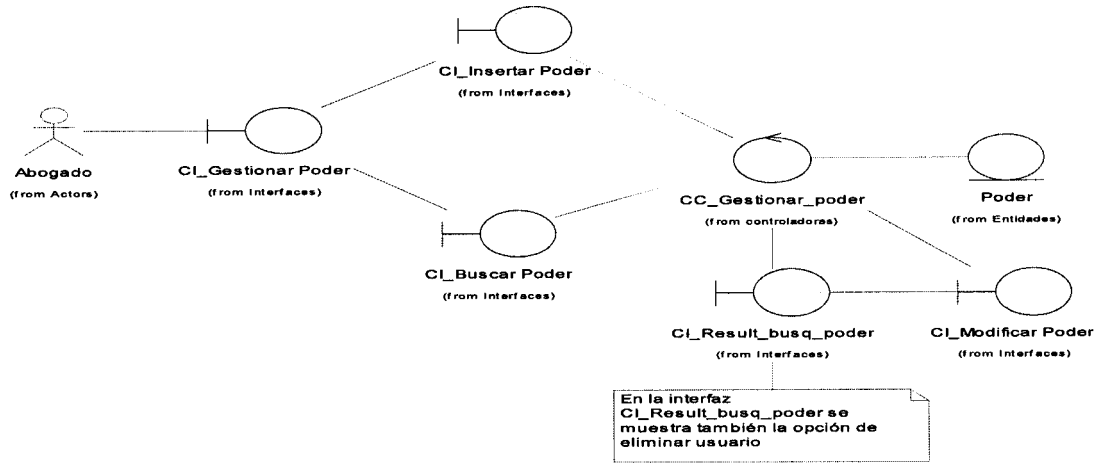 CI_Insertar Poder
(from Interfaces)
Abogado
(from Actors)
CI_Gestionar Poder
(from Interfaces)
CC_Gestionar_poder
(from controladoras)
Poder
(from Entidades)
CI_Buscar Poder
(from Interfaces)
CI_Result_busq_poder
(from Interfaces)
CI_Modificar Poder
(from Interfaces)
En la interfaz
CI_Result_busq_poder se
muestra también la opción de
eliminar usuario